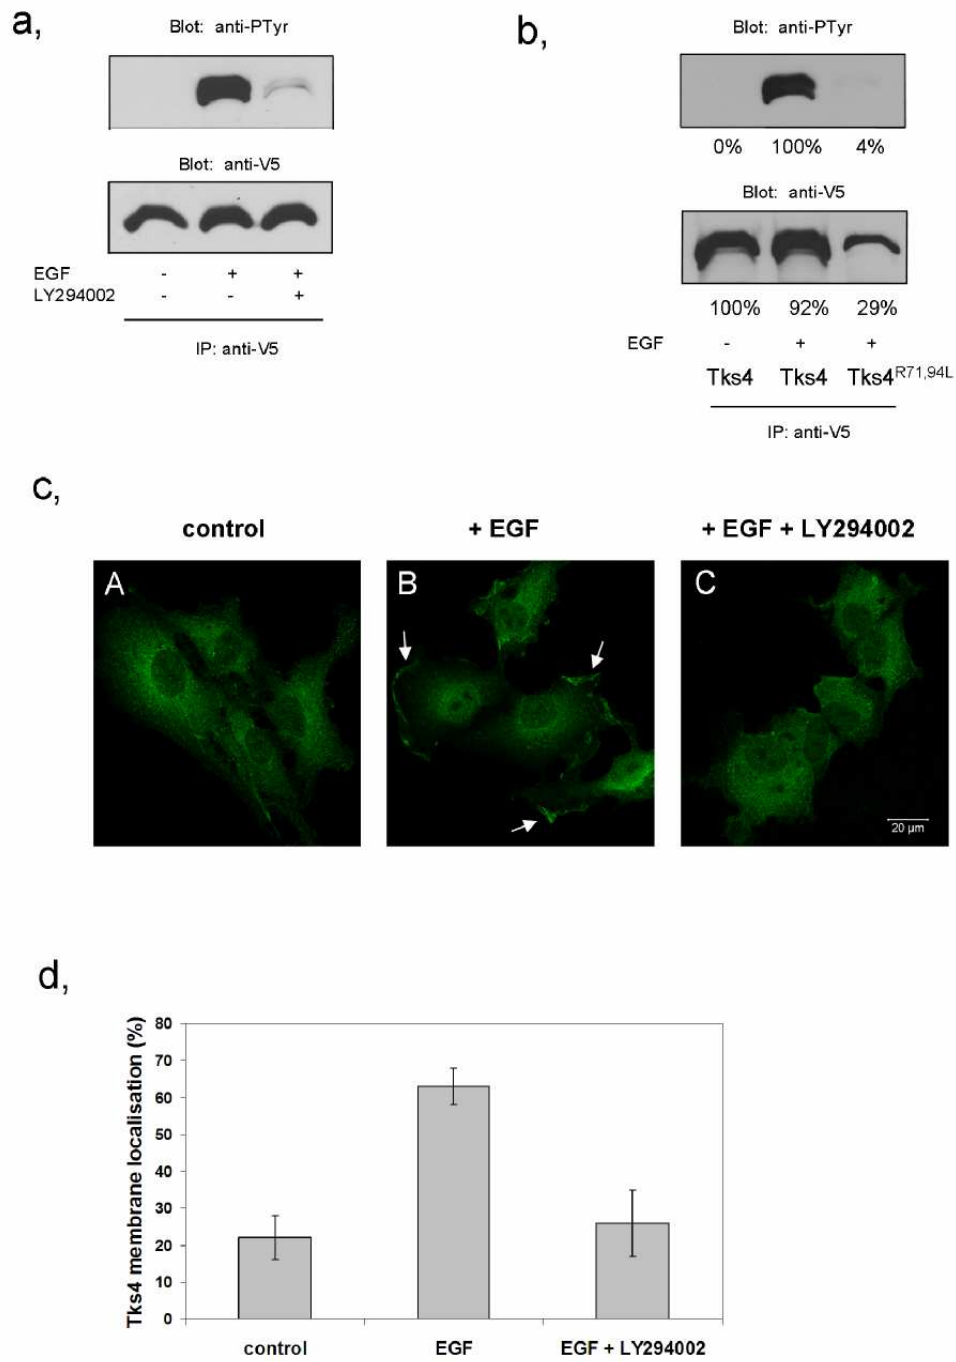 a,
Blot: anti-PTyr
Blot: anti-V5
EGF - + +
LY294002 - - +
IP: anti-V5
b,
Blot: anti-PTyr
0% 100% 4%
Blot: anti-V5
100% 92% 29%
EGF - + +
Tks4 Tks4 Tks4R71,94L
IP: anti-V5
c,
control + EGF + EGF + LY294002
A B C
20 µm
d,
Tks4 membrane localisation (%)
80
70
60
50
40
30
20
10
0
control EGF EGF + LY294002